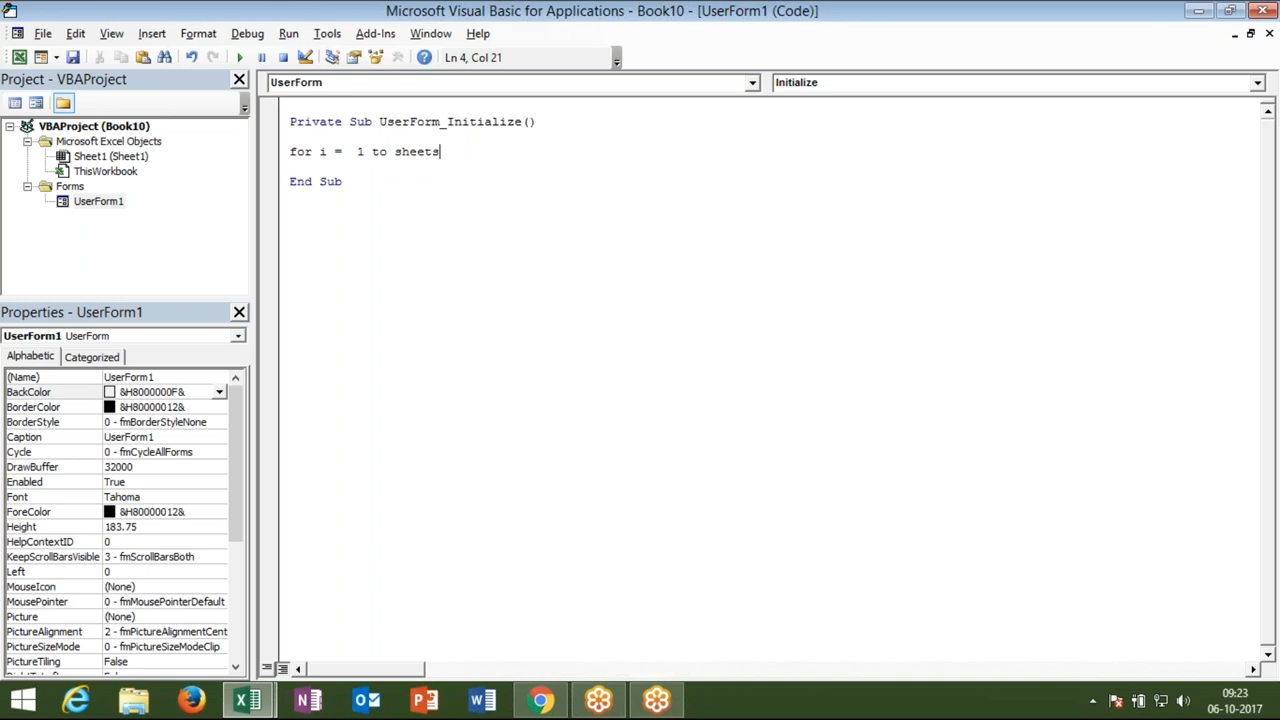 Microsoft Visual Basic for Applications - Book10 - [UserForm1 (Code)]
File Edit View Insert Format Debug Run Tools Add-Ins Window Help
Ln 4, Col 21
Project - VBAProject
UserForm
Initialize
VBAProject (Book10)
Microsoft Excel Objects
Sheet1 (Sheet1)
ThisWorkbook
Forms
UserForm1
Private Sub UserForm_Initialize()
for i =  1 to sheets
End Sub
Properties - UserForm1
UserForm1 UserForm
Alphabetic Categorized
(Name) UserForm1
BackColor &H8000000F&
BorderColor &H80000012&
BorderStyle 0 - fmBorderStyleNone
Caption UserForm1
Cycle 0 - fmCycleAllForms
DrawBuffer 32000
Enabled True
Font Tahoma
ForeColor &H80000012&
Height 183.75
HelpContextID 0
KeepScrollBarsVisible 3 - fmScrollBarsBoth
Left 0
MouseIcon (None)
MousePointer 0 - fmMousePointerDefault
Picture (None)
PictureAlignment 2 - fmPictureAlignmentCent
PictureSizeMode 0 - fmPictureSizeModeClip
PictureTiling False
09:23
06-10-2017